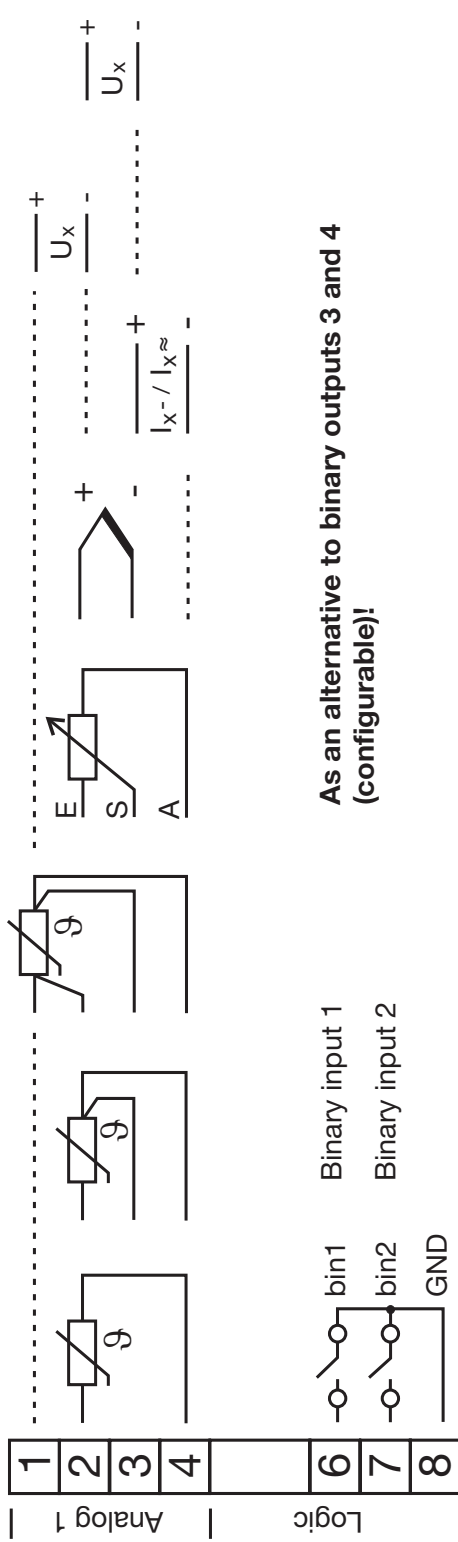 Analog 1
1
2
3
4
ϑ
ϑ
ϑ
E
S
A
+
-
Ix- / Ix≈
+
-
Ux
+
-
Ux
+
-
Logic
6
7
8
bin1
bin2
GND
Binary input 1
Binary input 2
As an alternative to binary outputs 3 and 4
(configurable)!